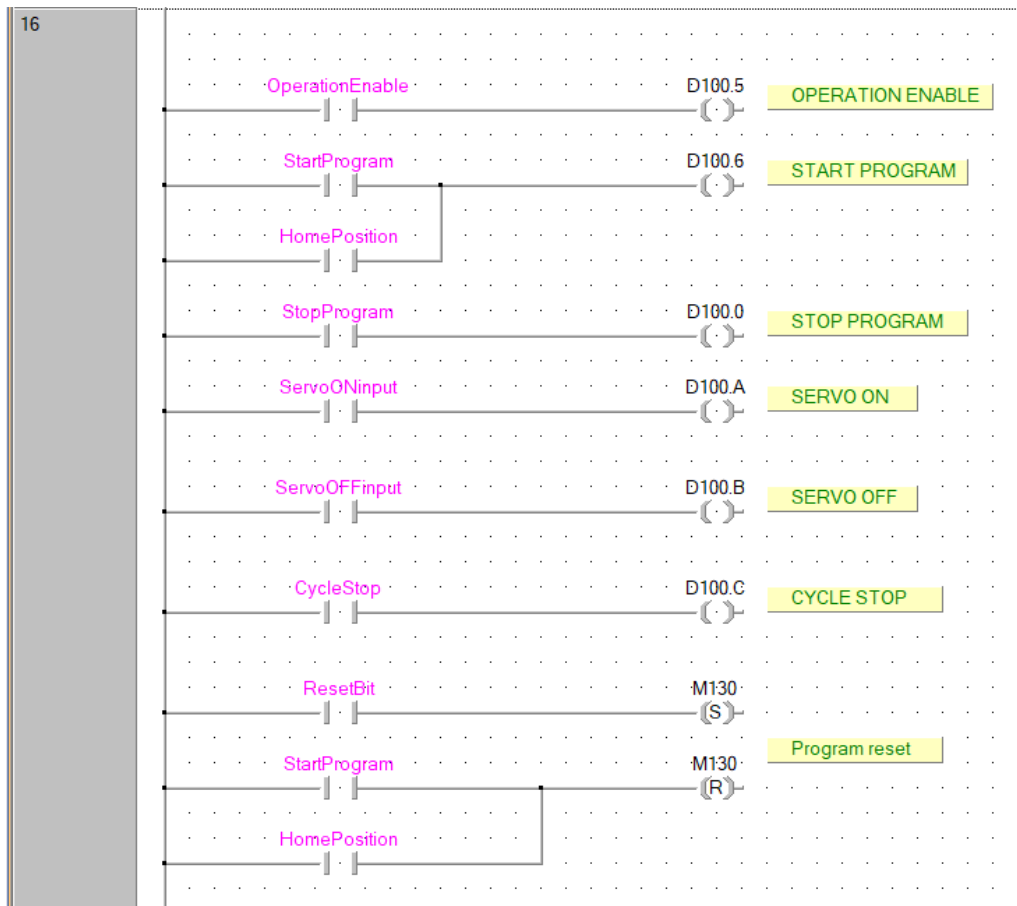 16
OperationEnable D100.5 OPERATION ENABLE
StartProgram D100.6 START PROGRAM
HomePosition
StopProgram D100.0 STOP PROGRAM
ServoONinput D100.A SERVO ON
ServoOFFinput D100.B SERVO OFF
CycleStop D100.C CYCLE STOP
ResetBit M130
S
Program reset
StartProgram M130
R
HomePosition